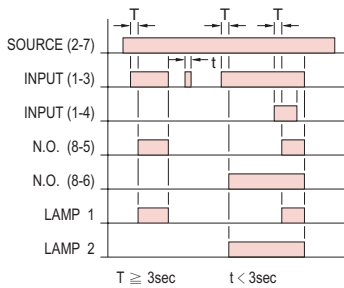 T T T
SOURCE (2-7)
INPUT (1-3)
t
INPUT (1-4)
N.O. (8-5)
N.O. (8-6)
LAMP 1
LAMP 2
T ≧ 3sec t < 3sec